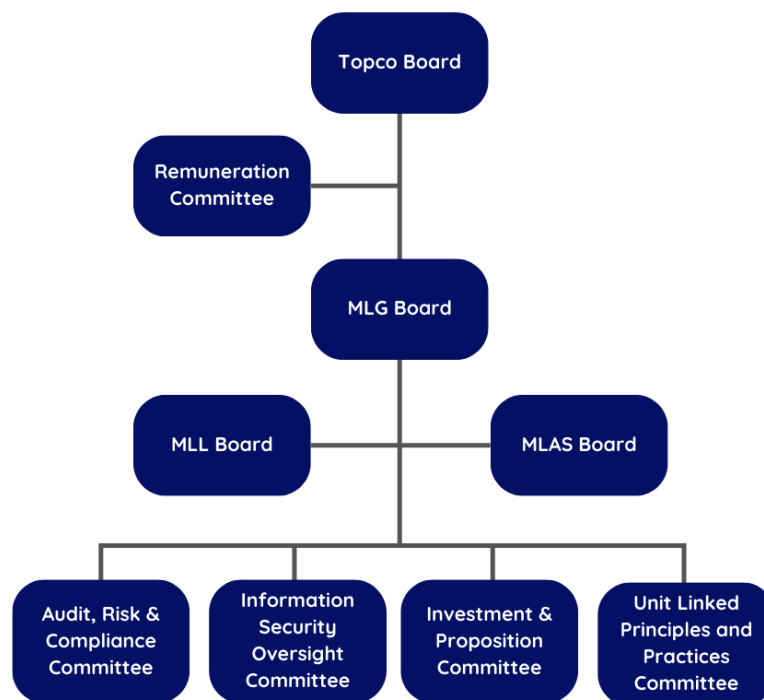 Topco Board
Remuneration
Committee
MLG Board
MLL Board
MLAS Board
Audit, Risk &
Compliance
Committee
Information
Security
Oversight
Committee
Investment &
Proposition
Committee
Unit Linked
Principles and
Practices
Committee